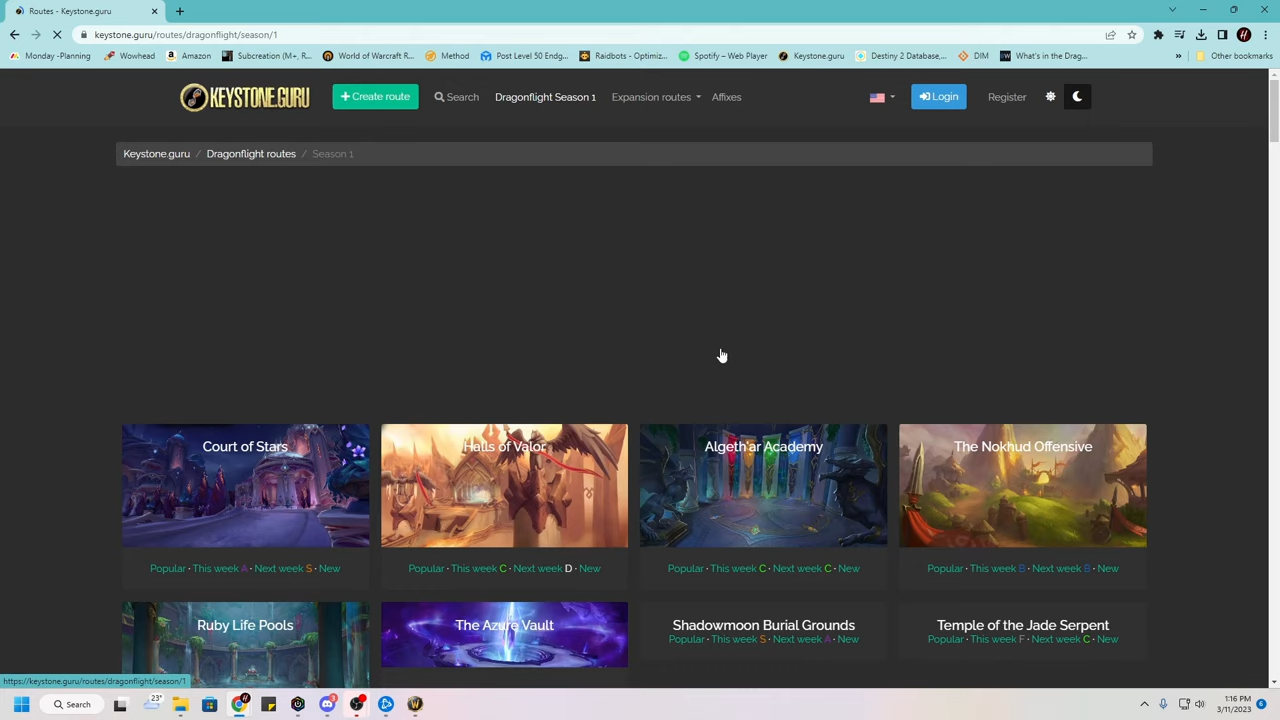 Routes - Keystone.guru
keystone.guru/routes/dragonflight/season/1
Monday -Planning Wowhead Amazon Subcreation (M+, R... World of Warcraft R... Method Post Level 50 Endg... Raidbots - Optimiz... Spotify – Web Player Keystone.guru Destiny 2 Database,... DIM What's in the Drag... » Other bookmarks
KEYSTONE.GURU + Create route Search Dragonflight Season 1 Expansion routes Affixes Login Register
Keystone.guru / Dragonflight routes / Season 1
Court of Stars Halls of Valor Algeth'ar Academy The Nokhud Offensive
Popular · This week A · Next week S · New Popular · This week C · Next week D · New Popular · This week C · Next week C · New Popular · This week B · Next week B · New
Ruby Life Pools The Azure Vault Shadowmoon Burial Grounds Temple of the Jade Serpent
Popular · This week S · Next week A · New Popular · This week F · Next week C · New
https://keystone.guru/routes/dragonflight/season/1
Search 23° 1:16 PM
3/11/2023